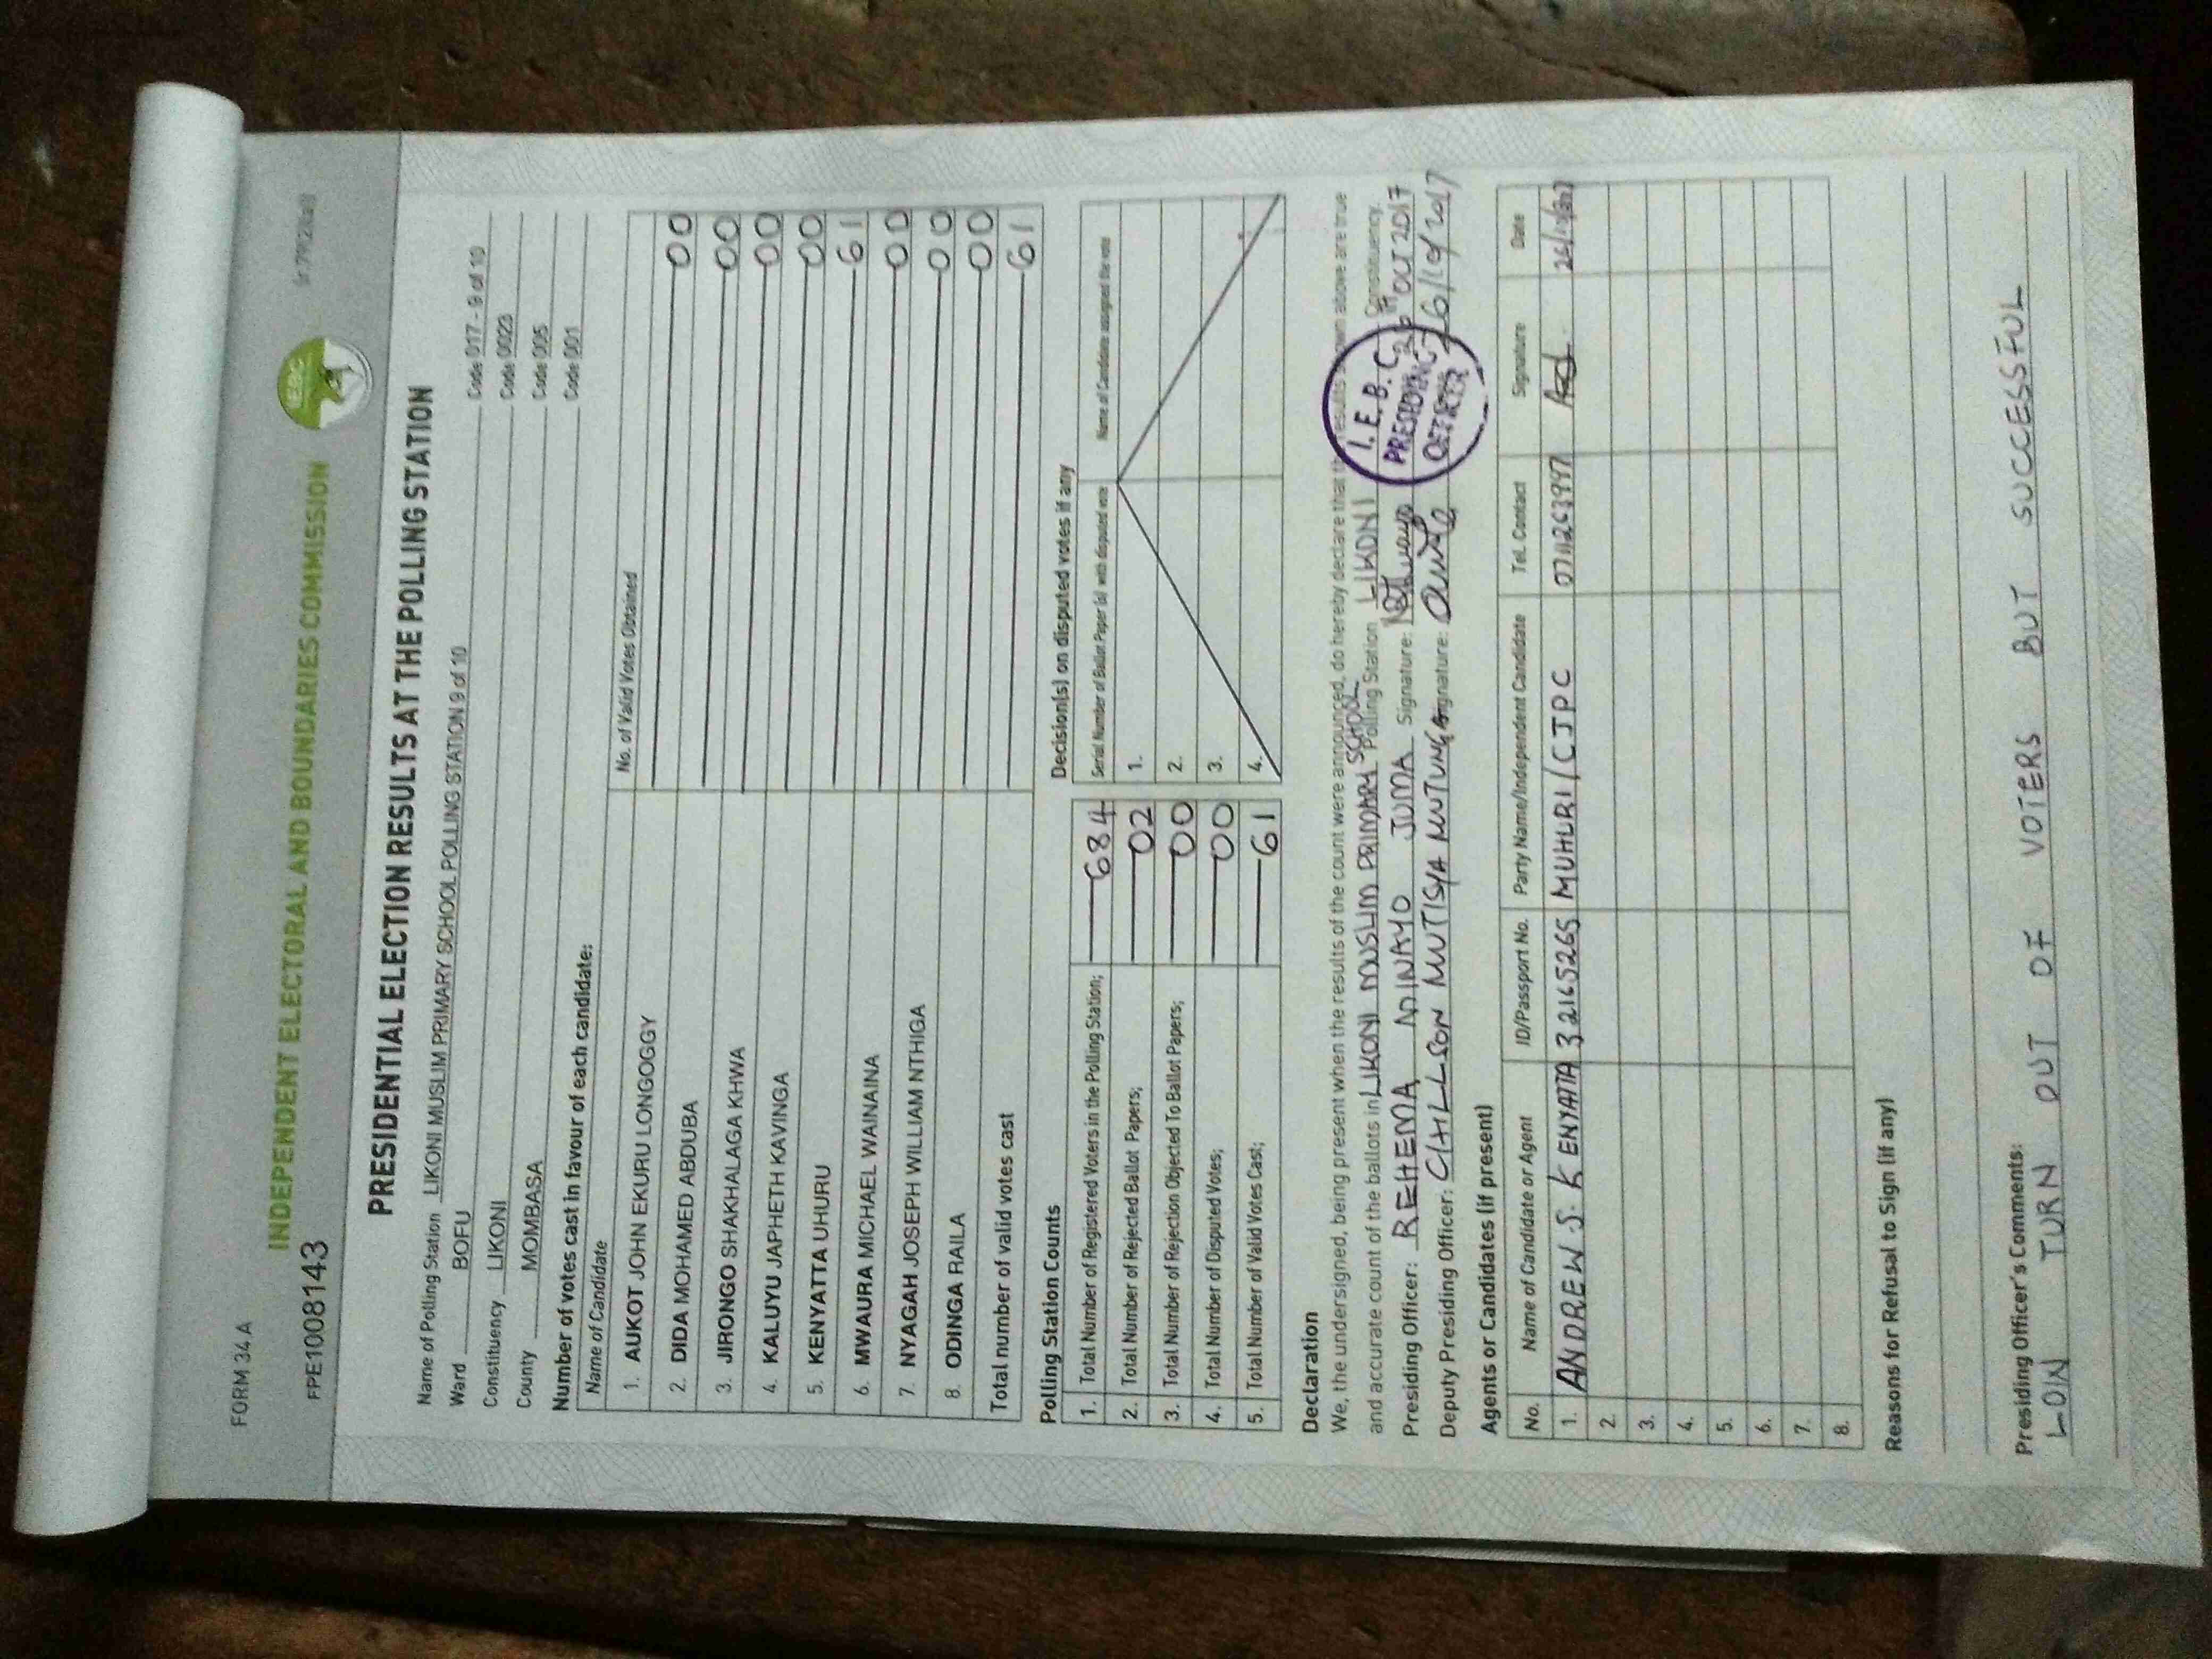 FORM 34 A
INDEPENDENT ELECTORAL AND BOUNDARIES COMMISSION
IEBC
FPE1008143
PRESIDENTIAL ELECTION RESULTS AT THE POLLING STATION
Name of Polling Station LIKONI MUSLIM PRIMARY SCHOOL POLLING STATION 9 of 10 Code 017 - 9 of 10
Ward BOFU Code 0023
Constituency LIKONI Code 005
County MOMBASA Code 001
Number of votes cast in favour of each candidate:
Name of Candidate No. of Valid Votes Obtained
1. AUKOT JOHN EKURU LONGOGGY 00
2. DIDA MOHAMED ABDUBA 00
3. JIRONGO SHAKHALAGA KHWA 00
4. KALUYU JAPHETH KAVINGA 00
5. KENYATTA UHURU 61
6. MWAURA MICHAEL WAINAINA 00
7. NYAGAH JOSEPH WILLIAM NTHIGA 00
8. ODINGA RAILA 00
Total number of valid votes cast 61
Polling Station Counts
1. Total Number of Registered Voters in the Polling Station; 684
2. Total Number of Rejected Ballot Papers; 02
3. Total Number of Rejection Objected To Ballot Papers; 00
4. Total Number of Disputed Votes; 00
5. Total Number of Valid Votes Cast; 61
Decision(s) on disputed votes if any
Serial Number of Ballot Paper (s) with disputed vote Name of Candidate assigned the vote
1.
2.
3.
4.
Declaration
We, the undersigned, being present when the results of the count were announced, do hereby declare that the results shown above are true
and accurate count of the ballots in LIKONI MUSLIM PRIMARY SCHOOL Polling Station LIKONI Constituency.
Presiding Officer: REHEMA AMINAYO JUMA Signature: 26TH OCT 2017
Deputy Presiding Officer: CHILLSON MUTISYA MUTUNGA Signature: 26/10/2017
I.E.B.C
PRESIDING
OFFICER
Agents or Candidates (if present)
No. Name of Candidate or Agent ID/Passport No. Party Name/Independent Candidate Tel. Contact Signature Date
1. ANDREW S. KENYATTA 32165265 MUHURI/CJPC
2.
3.
4.
5.
6.
7.
8.
Reasons for Refusal to Sign (if any)
Presiding Officer's Comments:
LOW TURN OUT OF VOTERS BUT SUCCESSFUL